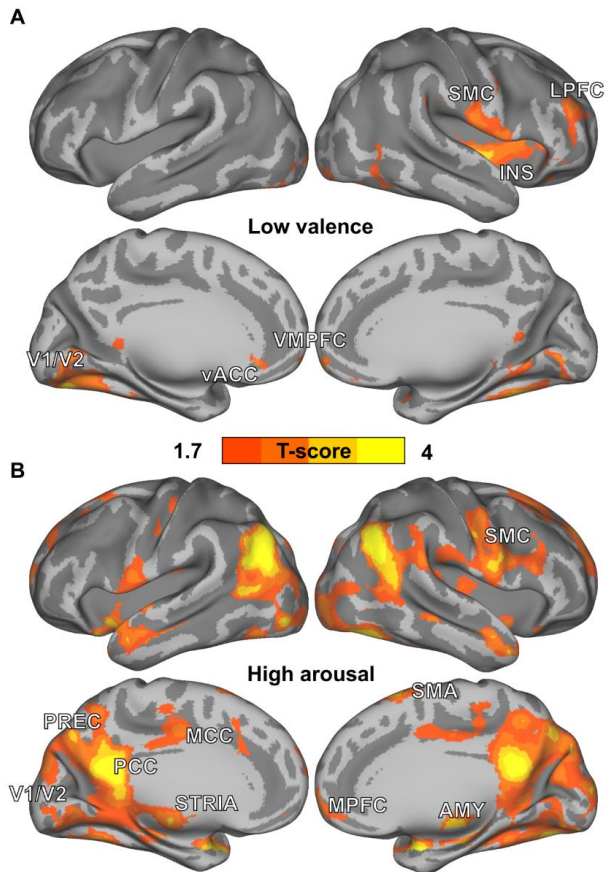 A
SMC
LPFC
INS
Low valence
V1/V2
VMPFC
vACC
1.7 T-score 4
B
SMC
High arousal
PREC
MCC
SMA
PCC
V1/V2
STRIA
MPFC
AMY